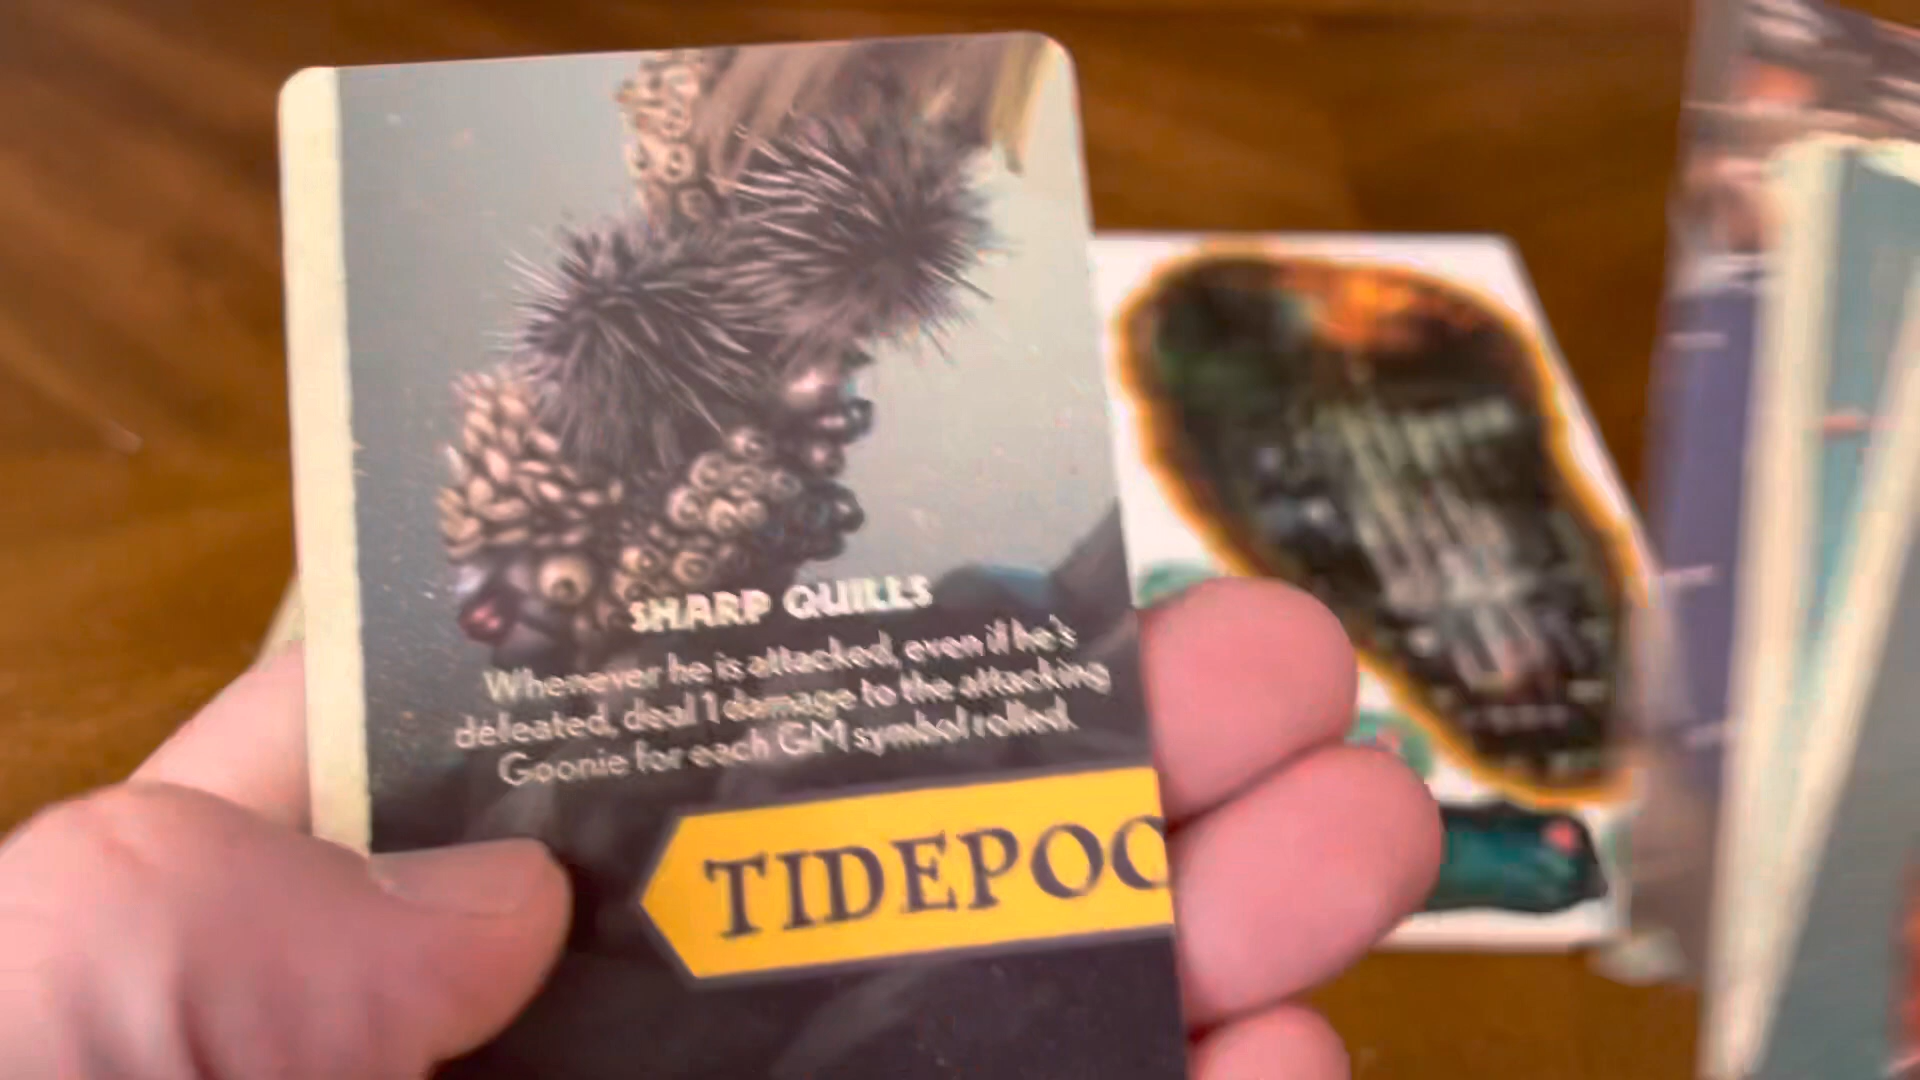 SHARP QUILLS
Whenever he is attacked, even if he's
defeated, deal 1 damage to the attacking
Goonie for each GM symbol rolled.
TIDEPOO